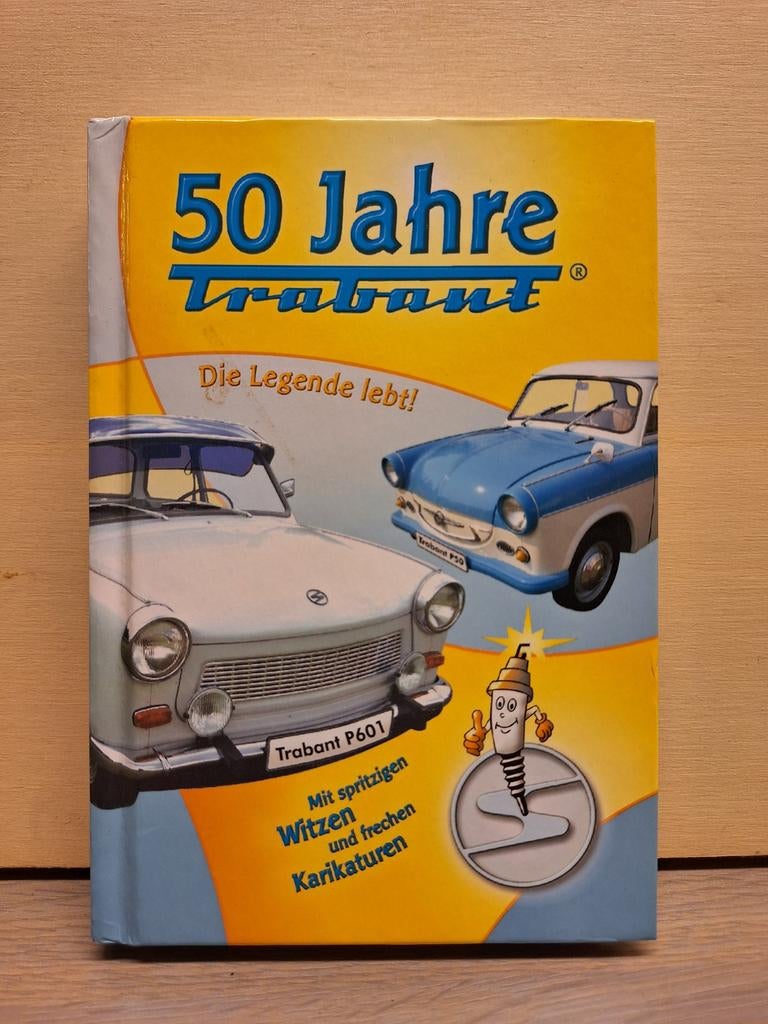 50 Jahre
Trabant®
Die Legende lebt!
Trabant P50
Trabant P601
Mit spritzigen
Witzen
und frechen
Karikaturen